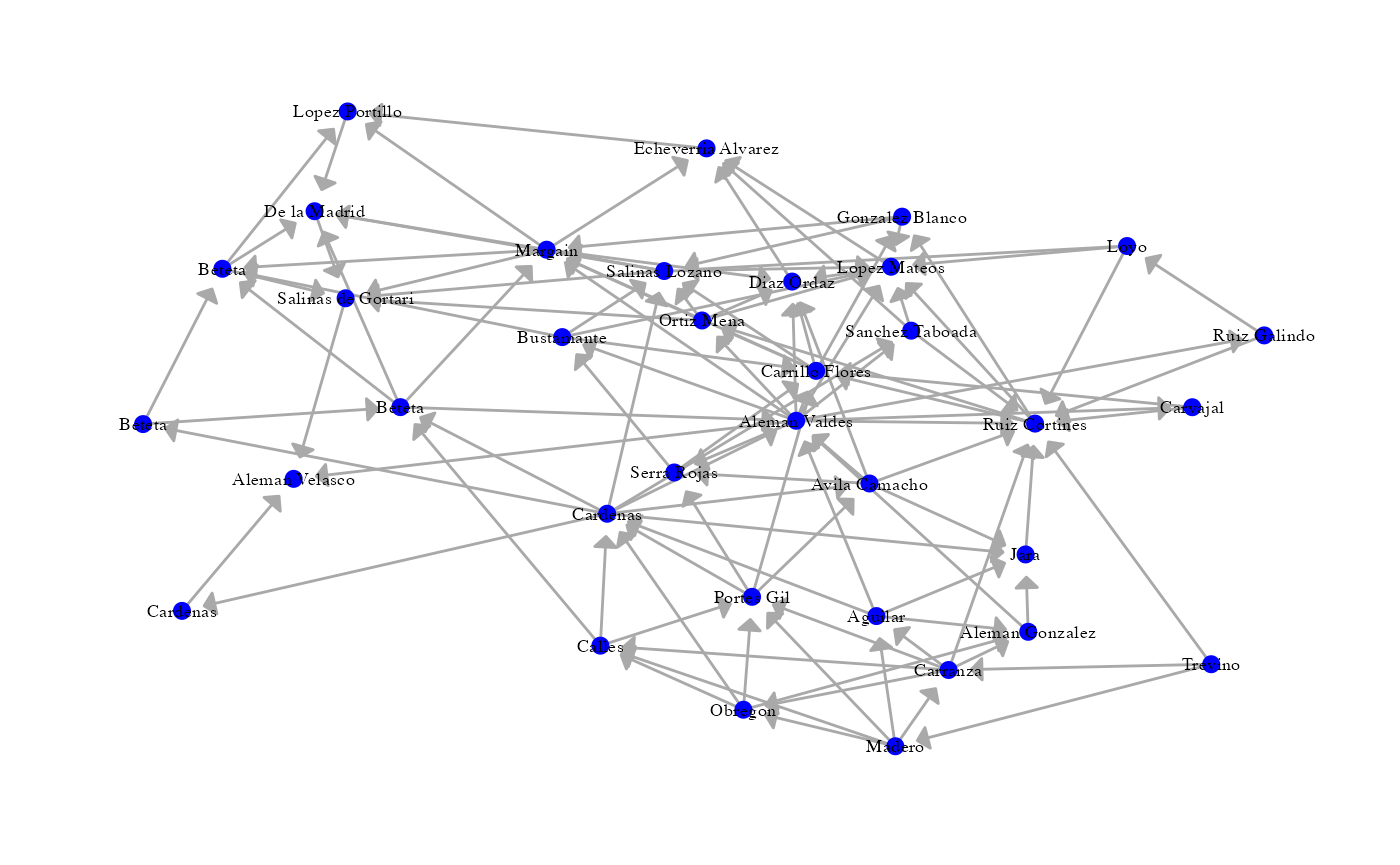 Lopez Portillo
Echeverria Alvarez
De la Madrid
Gonzalez Blanco
Margain
Loyo
Beteta
Salinas Lozano
Lopez Mateos
Diaz Ordaz
Salinas de Gortari
Ortiz Mena
Sanchez Taboada
Bustamante
Ruiz Galindo
Carrillo Flores
Beteta
Carvajal
Beteta
Aleman Valdes
Ruiz Cortines
Serra Rojas
Aleman Velasco
Avila Camacho
Cardenas
Jara
Portes Gil
Cardenas
Aguilar
Aleman Gonzalez
Calles
Trevino
Carranza
Obregon
Madero